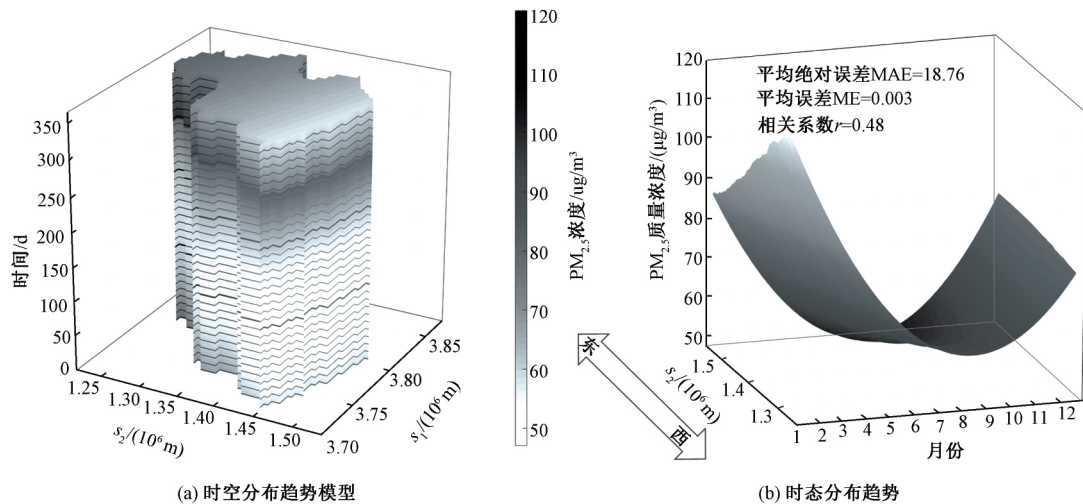 350
300
250
200
150
100
50
0
时间/d
1.25
1.30
1.35
1.40
1.45
1.50
s₂/(10⁶m)
3.70
3.75
3.80
3.85
s₁/(10⁶m)
120
110
100
90
80
70
60
50
PM₂.₅浓度/ug/m³
(a) 时空分布趋势模型
平均绝对误差MAE=18.76
平均误差ME=0.003
相关系数r=0.48
120
110
100
90
80
70
60
50
PM₂.₅质量浓度/(μg/m³)
1.5
1.4
1.3
s₂/(10⁶m)
东
西
1 2 3 4 5 6 7 8 9 10 11 12
月份
(b) 时态分布趋势